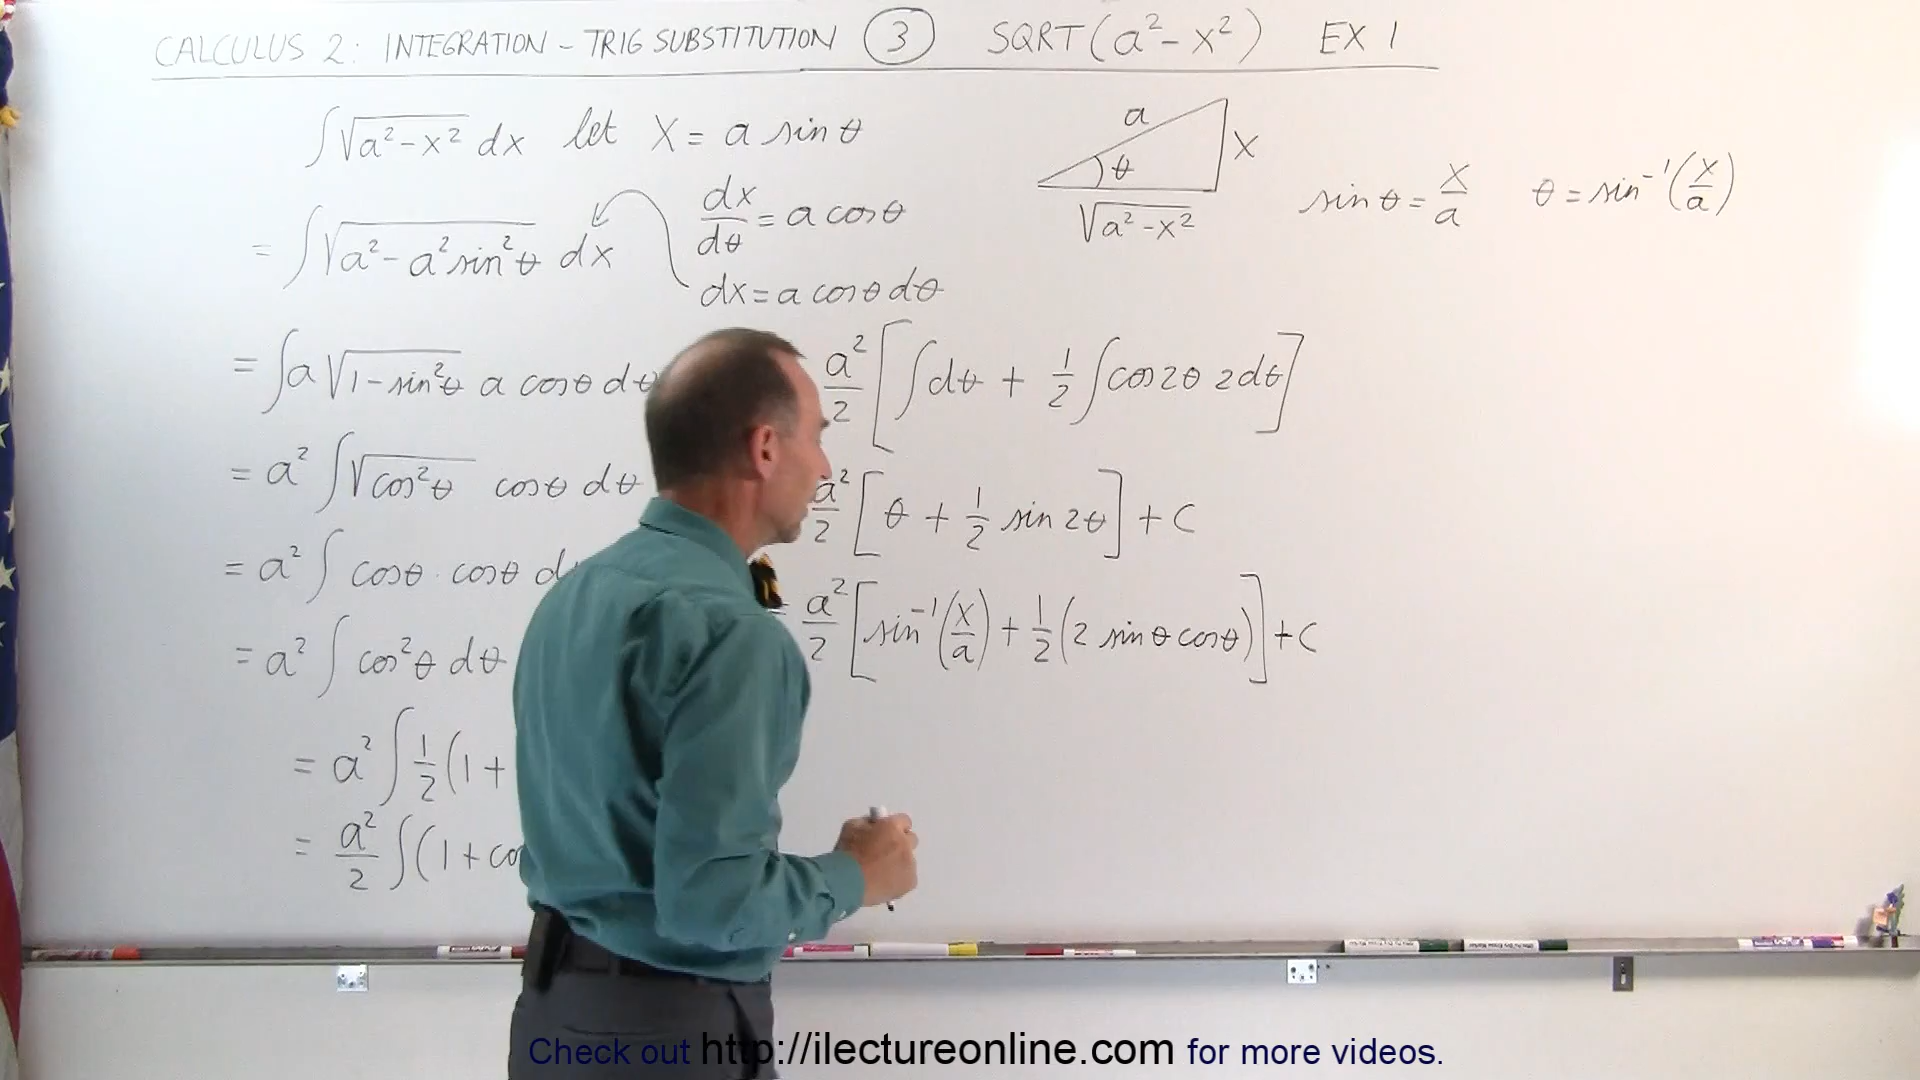 CALCULUS 2: INTEGRATION - TRIG SUBSTITUTION ③ SQRT(a²-x²) EX 1
∫√(a²-x²) dx let x = a sin θ
= ∫√(a² - a² sin²θ) dx
dx/dθ = a cos θ
dx = a cos θ dθ
= ∫a √(1 - sin²θ) a cos θ dθ
= a² ∫√(cos²θ) cos θ dθ
= a² ∫ cos θ · cos θ d
= a² ∫ cos²θ dθ
= a² ∫ 1/2 (1 +
= a²/2 ∫(1 + co
a
x
θ
√(a²-x²)
sin θ = x/a θ = sin⁻¹(x/a)
a²/2 [∫dθ + 1/2 ∫cos 2θ 2dθ]
a²/2 [θ + 1/2 sin 2θ] + C
= a²/2 [sin⁻¹(x/a) + 1/2 (2 sin θ cos θ)] + C
Check out http://ilectureonline.com for more videos.